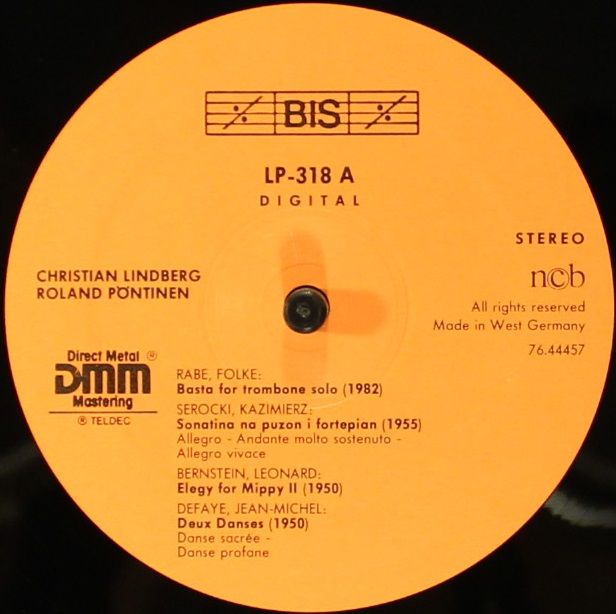 BIS
LP-318 A
DIGITAL
STEREO
ncb
CHRISTIAN LINDBERG
ROLAND PÖNTINEN
All rights reserved
Made in West Germany
76.44457
Direct Metal ®
DMM
Mastering
® TELDEC
RABE, FOLKE:
Basta for trombone solo (1982)
SEROCKI, KAZIMIERZ:
Sonatina na puzon i fortepian (1955)
Allegro - Andante molto sostenuto -
Allegro vivace
BERNSTEIN, LEONARD:
Elegy for Mippy II (1950)
DEFAYE, JEAN-MICHEL:
Deux Danses (1950)
Danse sacrée -
Danse profane